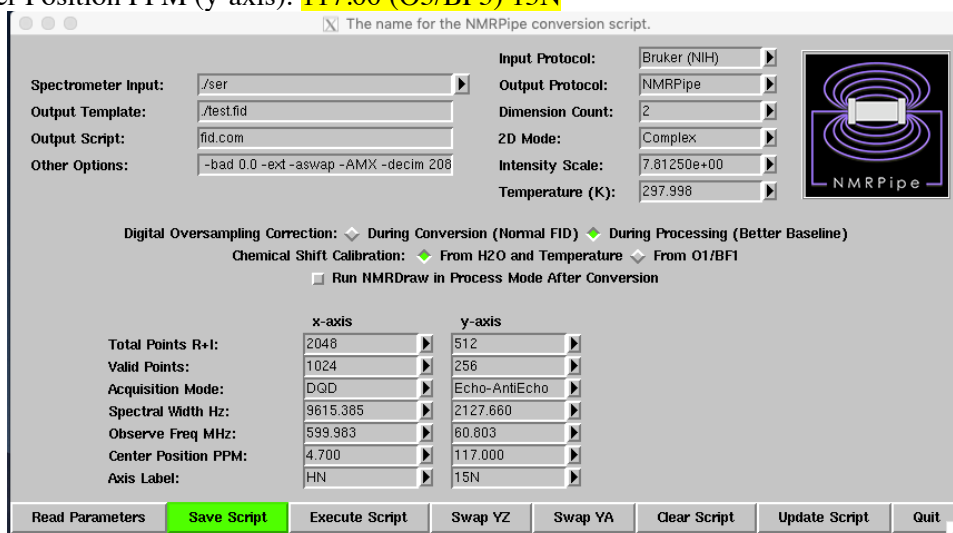 er Position PPM (y-axis): 117.00 (O3/BF3) 15N
X The name for the NMRPipe conversion script.
Input Protocol: Bruker (NIH)
Spectrometer Input: ./ser Output Protocol: NMRPipe
Output Template: ./test.fid Dimension Count: 2
Output Script: fid.com 2D Mode: Complex
Other Options: -bad 0.0 -ext -aswap -AMX -decim 208 Intensity Scale: 7.81250e+00
Temperature (K): 297.998
NMRPipe
Digital Oversampling Correction: During Conversion (Normal FID) During Processing (Better Baseline)
Chemical Shift Calibration: From H2O and Temperature From O1/BF1
Run NMRDraw in Process Mode After Conversion
x-axis y-axis
Total Points R+I: 2048 512
Valid Points: 1024 256
Acquisition Mode: DQD Echo-AntiEcho
Spectral Width Hz: 9615.385 2127.660
Observe Freq MHz: 599.983 60.803
Center Position PPM: 4.700 117.000
Axis Label: HN 15N
Read Parameters Save Script Execute Script Swap YZ Swap YA Clear Script Update Script Quit